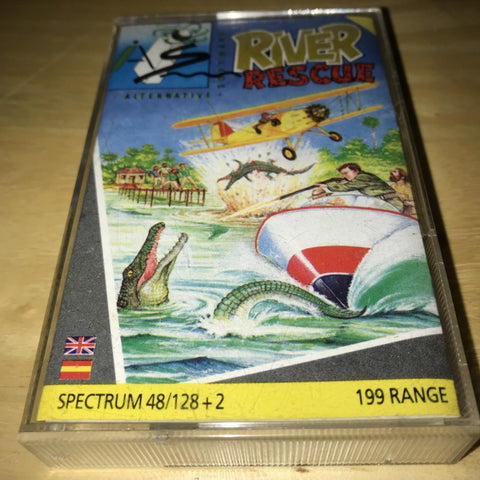 RIVER
RESCUE
ALTERNATIVE
SPECTRUM 48/128+2
199 RANGE